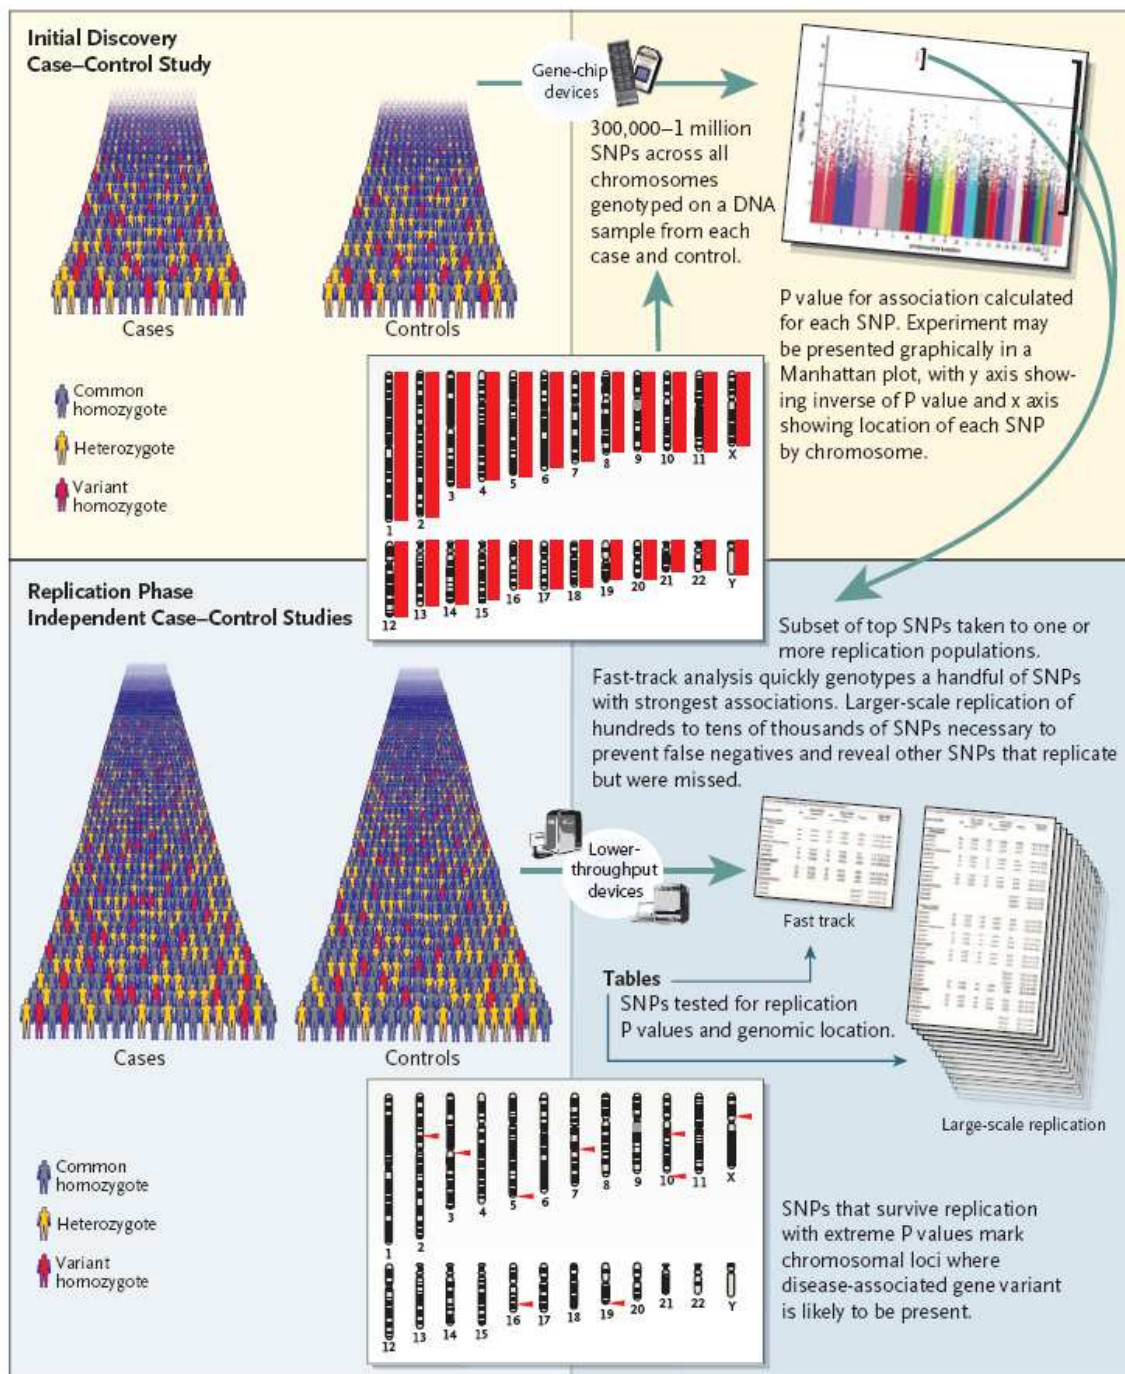 Initial Discovery
Case–Control Study
Cases
Controls
Common
homozygote
Heterozygote
Variant
homozygote
Gene-chip
devices
300,000–1 million
SNPs across all
chromosomes
genotyped on a DNA
sample from each
case and control.
P value for association calculated
for each SNP. Experiment may
be presented graphically in a
Manhattan plot, with y axis show-
ing inverse of P value and x axis
showing location of each SNP
by chromosome.
1 2 3 4 5 6 7 8 9 10 11 X
12 13 14 15 16 17 18 19 20 21 22 Y
Replication Phase
Independent Case–Control Studies
Cases
Controls
Common
homozygote
Heterozygote
Variant
homozygote
Subset of top SNPs taken to one or
more replication populations.
Fast-track analysis quickly genotypes a handful of SNPs
with strongest associations. Larger-scale replication of
hundreds to tens of thousands of SNPs necessary to
prevent false negatives and reveal other SNPs that replicate
but were missed.
Lower-
throughput
devices
Fast track
Tables
SNPs tested for replication
P values and genomic location.
Large-scale replication
1 2 3 4 5 6 7 8 9 10 11 X
12 13 14 15 16 17 18 19 20 21 22 Y
SNPs that survive replication
with extreme P values mark
chromosomal loci where
disease-associated gene variant
is likely to be present.